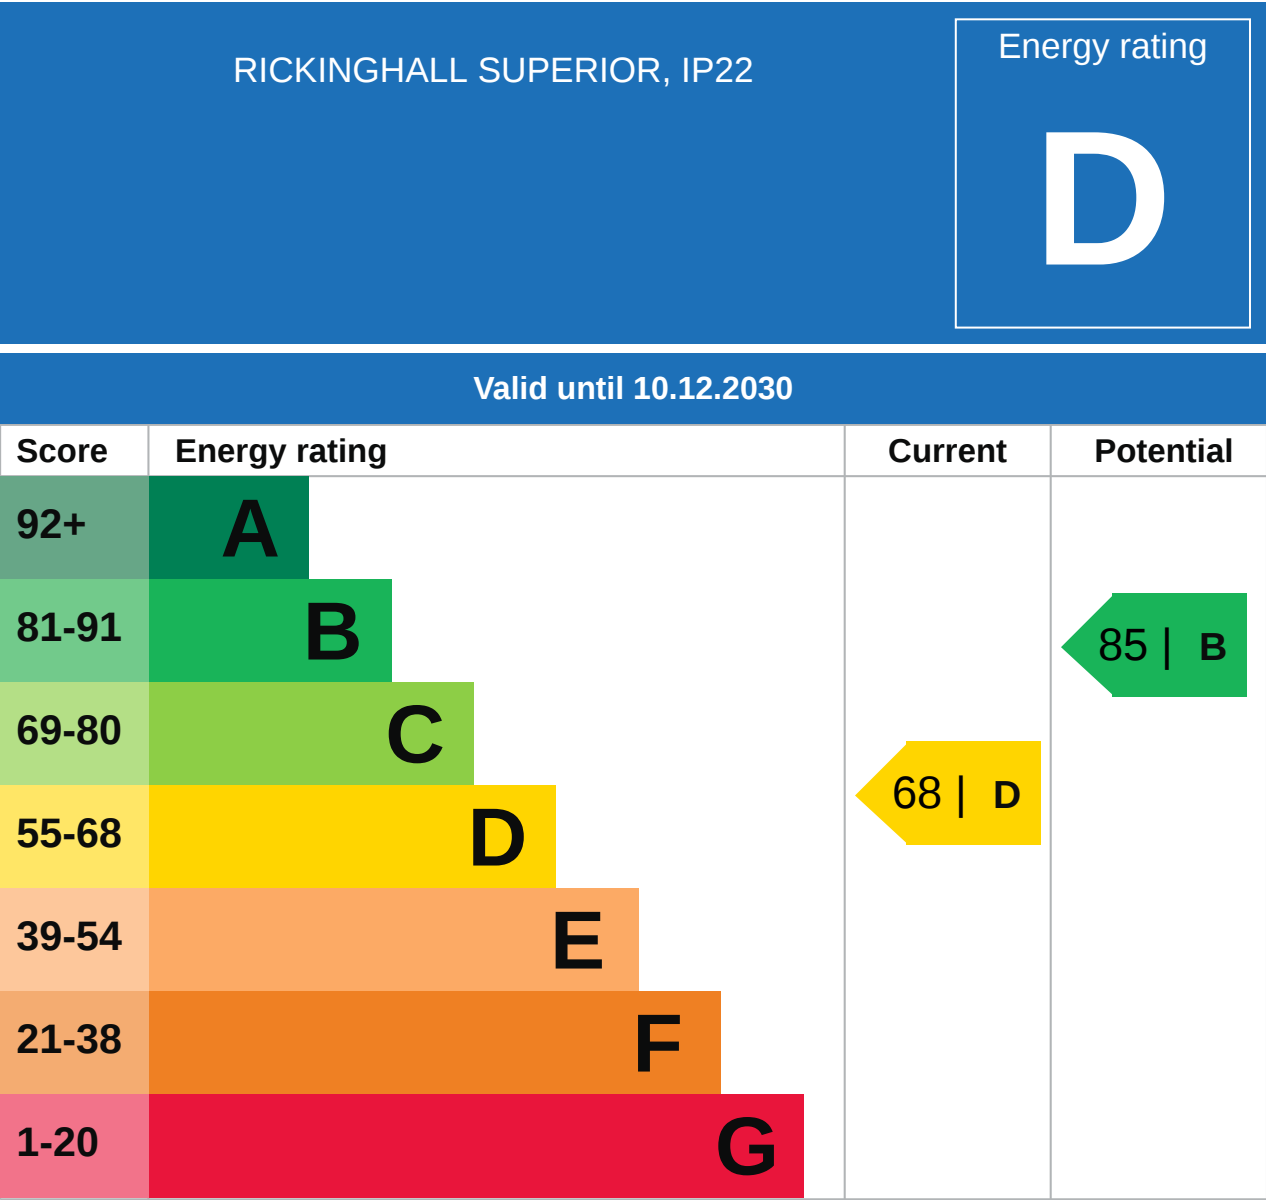 RICKINGHALL SUPERIOR, IP22
Energy rating
D
Valid until 10.12.2030
Score Energy rating Current Potential
92+ A
81-91 B
85 | B
69-80 C
68 | D
55-68 D
39-54 E
21-38 F
1-20 G